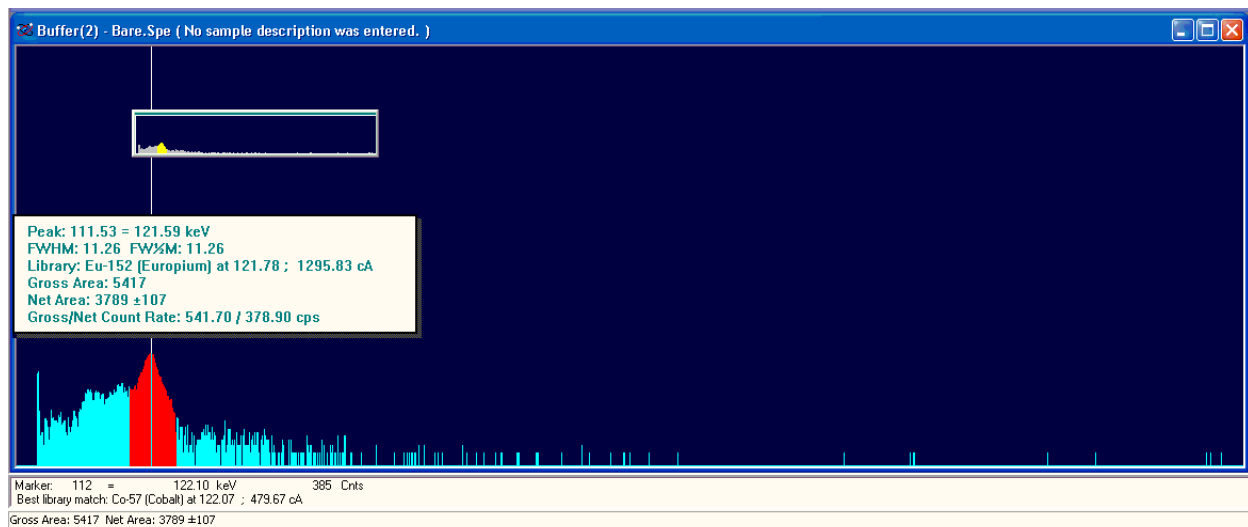 Buffer(2) - Bare.Spe ( No sample description was entered. )
Peak: 111.53 = 121.59 keV
FWHM: 11.26 FW⅕M: 11.26
Library: Eu-152 (Europium) at 121.78 ; 1295.83 cA
Gross Area: 5417
Net Area: 3789 ±107
Gross/Net Count Rate: 541.70 / 378.90 cps
Marker: 112 = 122.10 keV 385 Cnts
Best library match: Co-57 (Cobalt) at 122.07 ; 479.67 cA
Gross Area: 5417 Net Area: 3789 ±107